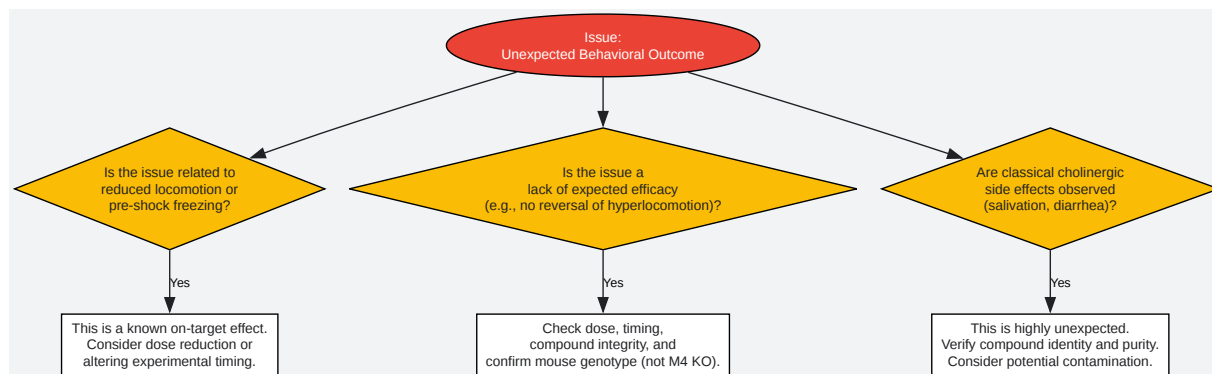 Issue:
Unexpected Behavioral Outcome
Is the issue related to
reduced locomotion or
pre-shock freezing?
Is the issue a
lack of expected efficacy
(e.g., no reversal of hyperlocomotion)?
Are classical cholinergic
side effects observed
(salivation, diarrhea)?
Yes
Yes
Yes
This is a known on-target effect.
Consider dose reduction or
altering experimental timing.
Check dose, timing,
compound integrity, and
confirm mouse genotype (not M4 KO).
This is highly unexpected.
Verify compound identity and purity.
Consider potential contamination.